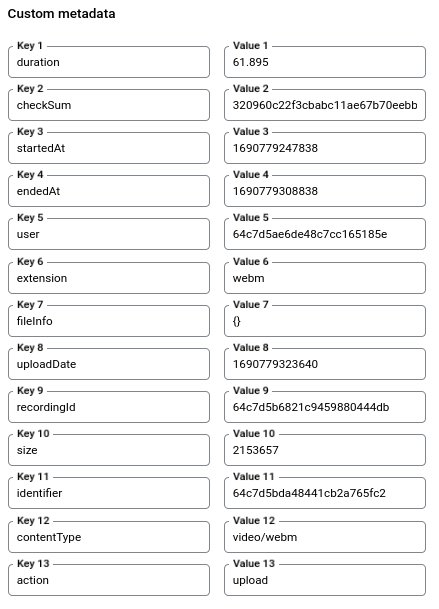 Custom metadata
Key 1 Value 1
duration 61.895
Key 2 Value 2
checkSum 320960c22f3cbabc11ae67b70eebb
Key 3 Value 3
startedAt 1690779247838
Key 4 Value 4
endedAt 1690779308838
Key 5 Value 5
user 64c7d5ae6de48c7cc165185e
Key 6 Value 6
extension webm
Key 7 Value 7
fileInfo {}
Key 8 Value 8
uploadDate 1690779323640
Key 9 Value 9
recordingId 64c7d5b6821c9459880444db
Key 10 Value 10
size 2153657
Key 11 Value 11
identifier 64c7d5bda48441cb2a765fc2
Key 12 Value 12
contentType video/webm
Key 13 Value 13
action upload